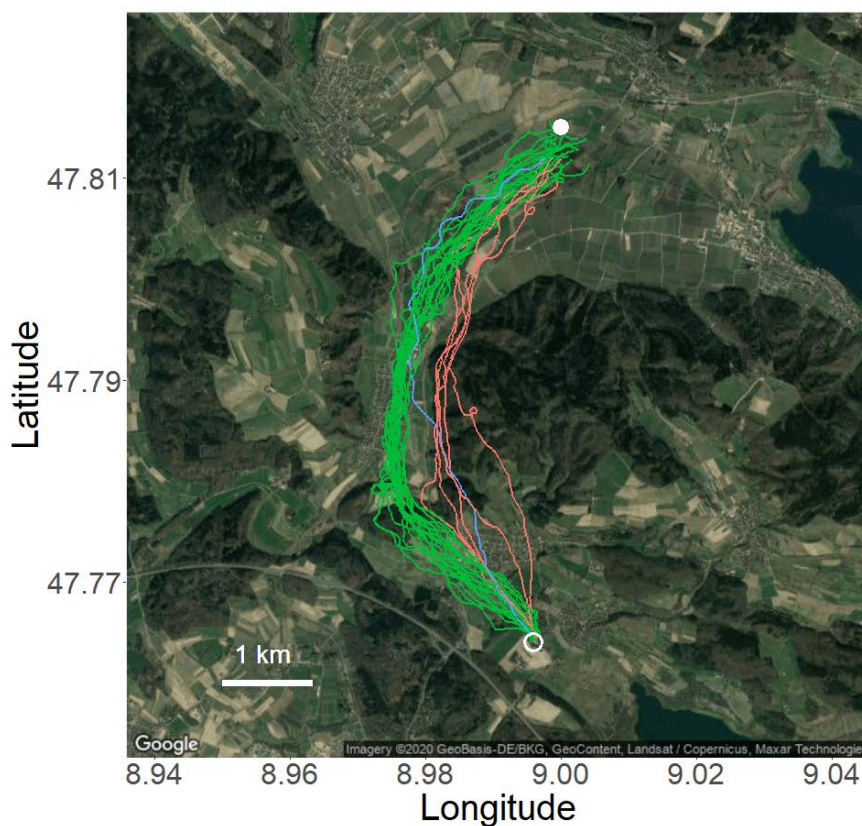 47.81
47.79
47.77
Latitude
1 km
Google
Imagery ©2020 GeoBasis-DE/BKG, GeoContent, Landsat / Copernicus, Maxar Technologie
8.94 8.96 8.98 9.00 9.02 9.04
Longitude